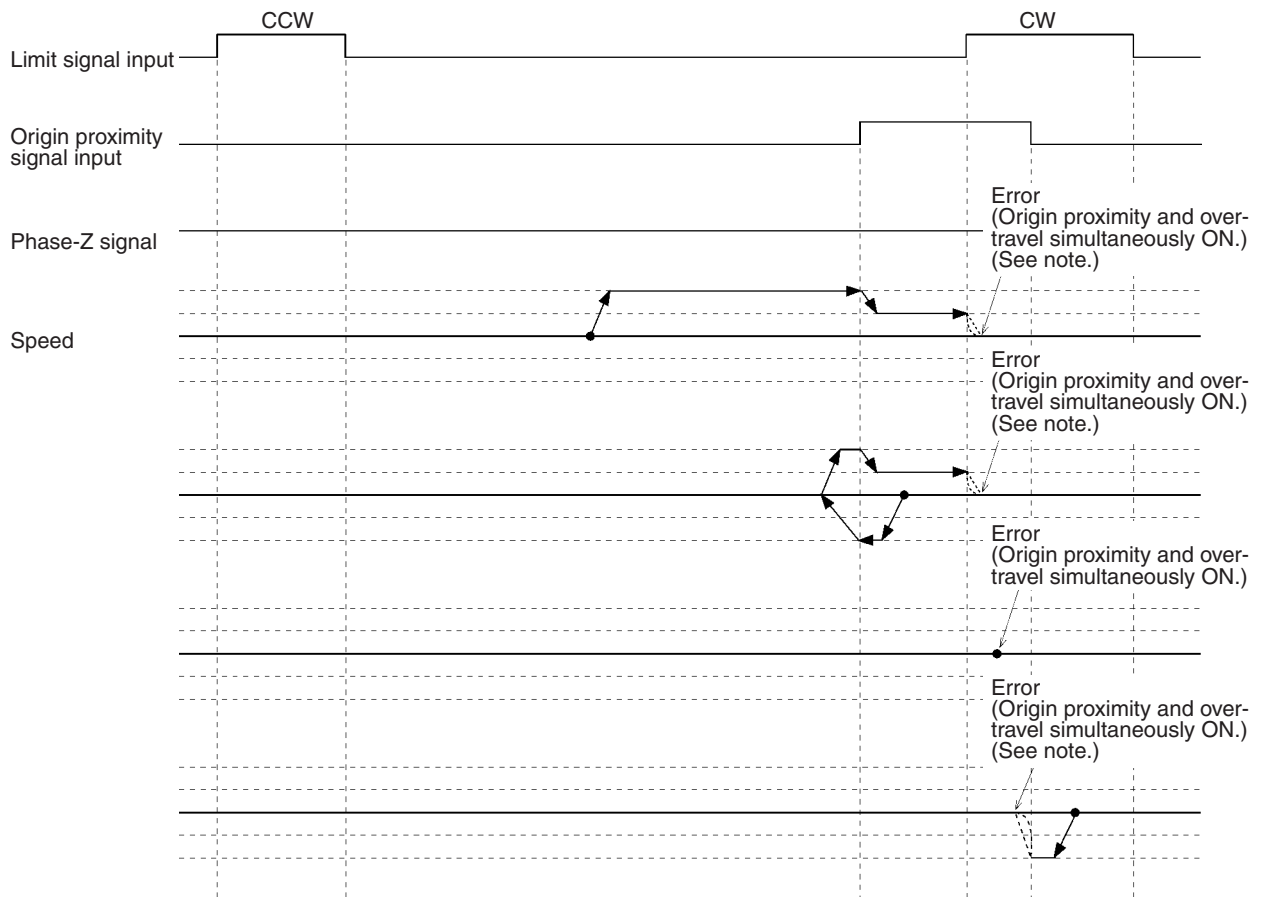 CCW
CW
Limit signal input
Origin proximity
signal input
Phase-Z signal
Error
(Origin proximity and over-
travel simultaneously ON.)
(See note.)
Speed
Error
(Origin proximity and over-
travel simultaneously ON.)
(See note.)
Error
(Origin proximity and over-
travel simultaneously ON.)
Error
(Origin proximity and over-
travel simultaneously ON.)
(See note.)